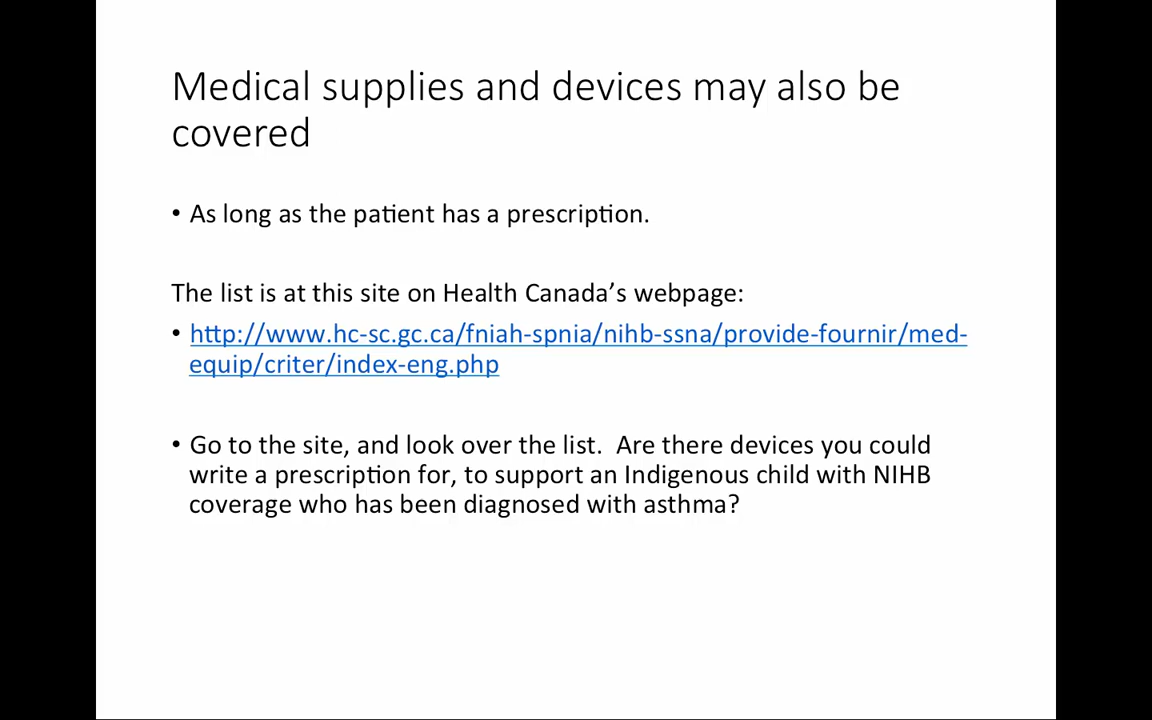 Medical supplies and devices may also be
covered
• As long as the patient has a prescription.
The list is at this site on Health Canada’s webpage:
• http://www.hc-sc.gc.ca/fniah-spnia/nihb-ssna/provide-fournir/med-
equip/criter/index-eng.php
• Go to the site, and look over the list.  Are there devices you could
write a prescription for, to support an Indigenous child with NIHB
coverage who has been diagnosed with asthma?